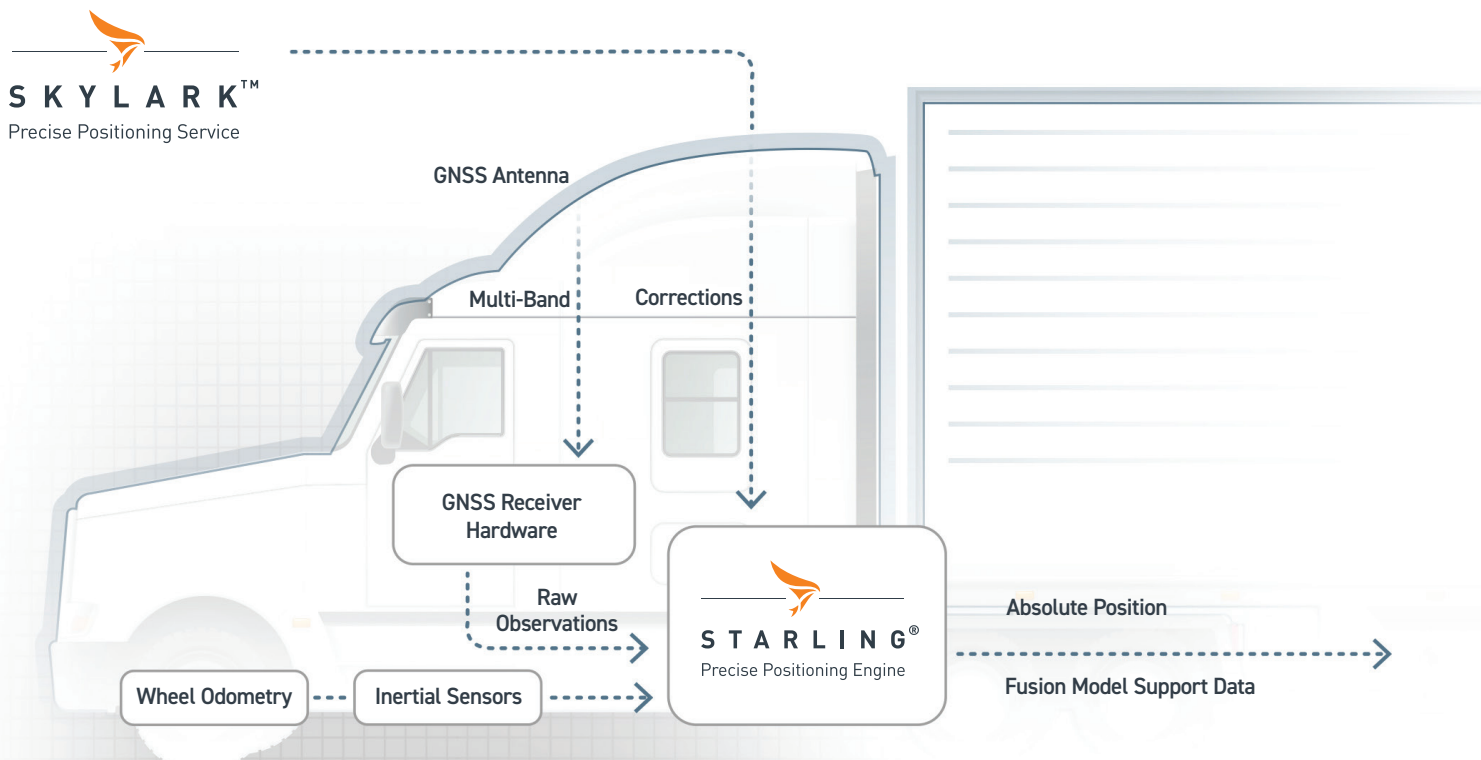 SKYLARK™
Precise Positioning Service
GNSS Antenna
Multi-Band
Corrections
GNSS Receiver
Hardware
Raw
Observations
STARLING®
Precise Positioning Engine
Absolute Position
Fusion Model Support Data
Wheel Odometry
Inertial Sensors